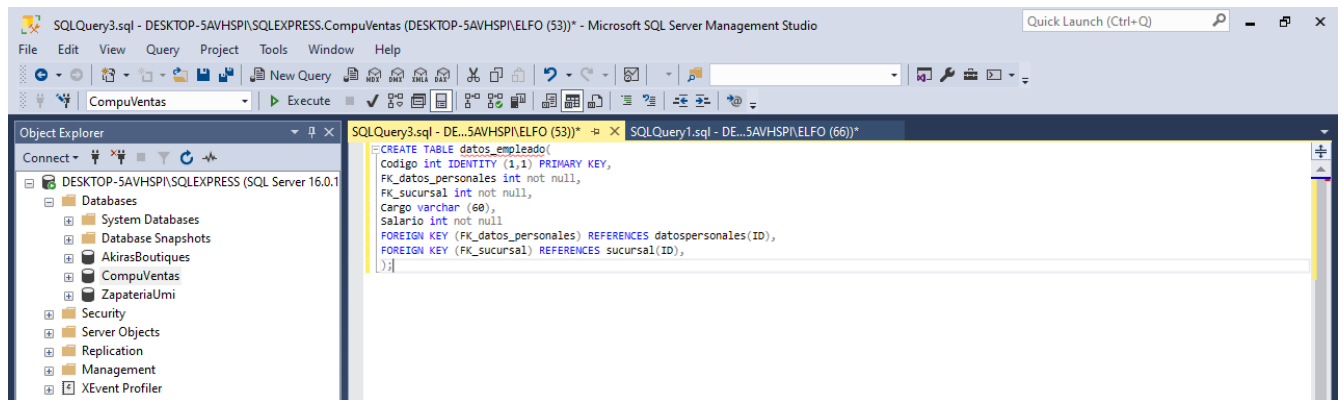 SQLQuery3.sql - DESKTOP-5AVHSPI\SQLEXPRESS.CompuVentas (DESKTOP-5AVHSPI\ELFO (53))* - Microsoft SQL Server Management Studio
Quick Launch (Ctrl+Q)
File Edit View Query Project Tools Window Help
New Query MDX DMX XMLA DAX
CompuVentas Execute
Object Explorer
Connect
DESKTOP-5AVHSPI\SQLEXPRESS (SQL Server 16.0.1
Databases
System Databases
Database Snapshots
AkirasBoutiques
CompuVentas
ZapateriaUmi
Security
Server Objects
Replication
Management
XEvent Profiler
SQLQuery3.sql - DE...5AVHSPI\ELFO (53))* SQLQuery1.sql - DE...5AVHSPI\ELFO (66))*
CREATE TABLE datos_empleado(
Codigo int IDENTITY (1,1) PRIMARY KEY,
FK_datos_personales int not null,
FK_sucursal int not null,
Cargo varchar (60),
Salario int not null
FOREIGN KEY (FK_datos_personales) REFERENCES datospersonales(ID),
FOREIGN KEY (FK_sucursal) REFERENCES sucursal(ID),
);